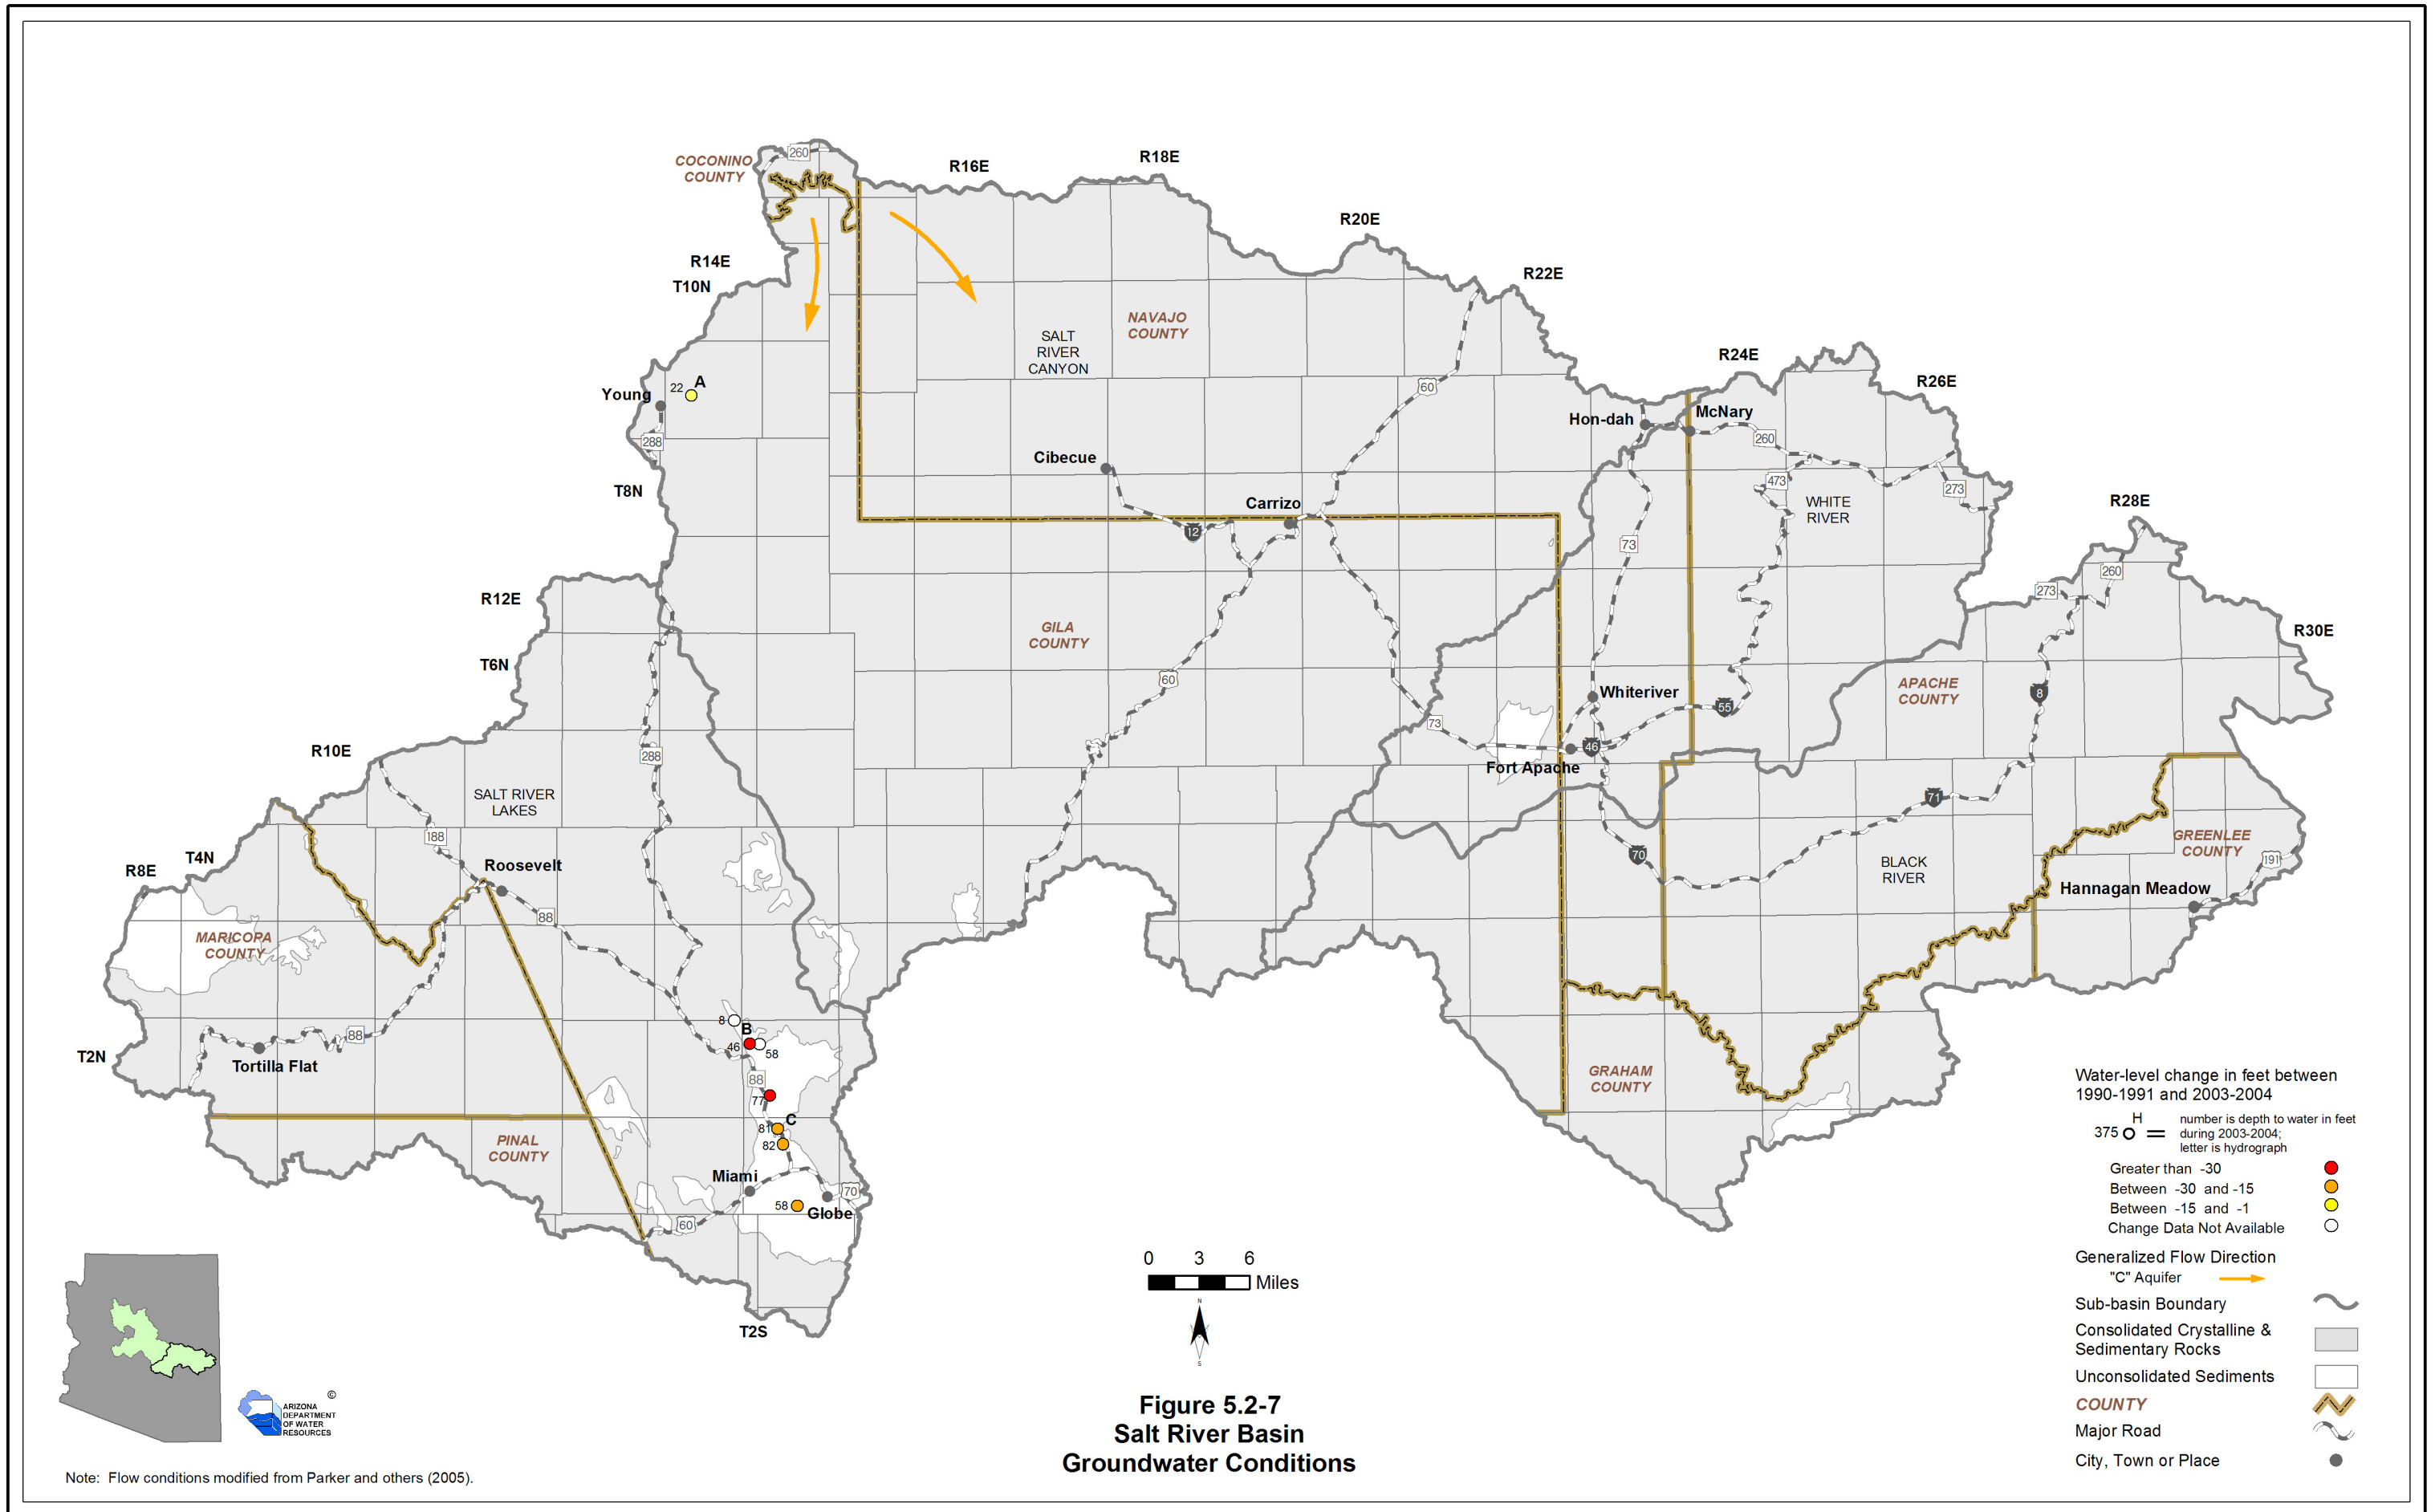 260
COCONINO
COUNTY
R16E
R18E
R20E
R14E
T10N
R22E
NAVAJO
COUNTY
SALT
RIVER
CANYON
60
R24E
R26E
22
A
Young
288
Hon-dah
McNary
260
Cibecue
473
273
T8N
Carrizo
12
WHITE
RIVER
R28E
73
260
273
R12E
GILA
COUNTY
R30E
T6N
60
Whiteriver
APACHE
COUNTY
8
55
73
46
Fort Apache
R10E
288
SALT RIVER
LAKES
71
188
GREENLEE
COUNTY
191
T4N
R8E
Roosevelt
70
BLACK
RIVER
Hannagan Meadow
88
MARICOPA
COUNTY
8
B
46
58
88
T2N
Tortilla Flat
88
77
C
81
82
GRAHAM
COUNTY
PINAL
COUNTY
Miami
70
58
Globe
60
T2S
Water-level change in feet between
1990-1991 and 2003-2004
H
375
number is depth to water in feet
during 2003-2004;
letter is hydrograph
Greater than -30
Between -30 and -15
Between -15 and -1
Change Data Not Available
Generalized Flow Direction
"C" Aquifer
Sub-basin Boundary
Consolidated Crystalline &
Sedimentary Rocks
Unconsolidated Sediments
COUNTY
Major Road
City, Town or Place
0 3 6
Miles
N
S
Figure 5.2-7
Salt River Basin
Groundwater Conditions
©
ARIZONA
DEPARTMENT
OF WATER
RESOURCES
Note: Flow conditions modified from Parker and others (2005).